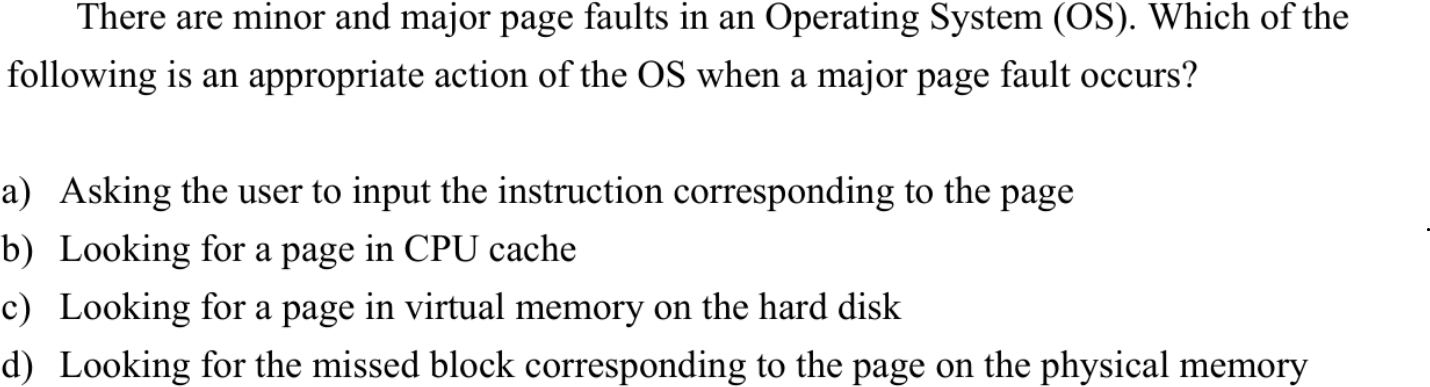 There are minor and major page faults in an Operating System (OS). Which of the
following is an appropriate action of the OS when a major page fault occurs?
a) Asking the user to input the instruction corresponding to the page
b) Looking for a page in CPU cache
c) Looking for a page in virtual memory on the hard disk
d) Looking for the missed block corresponding to the page on the physical memory